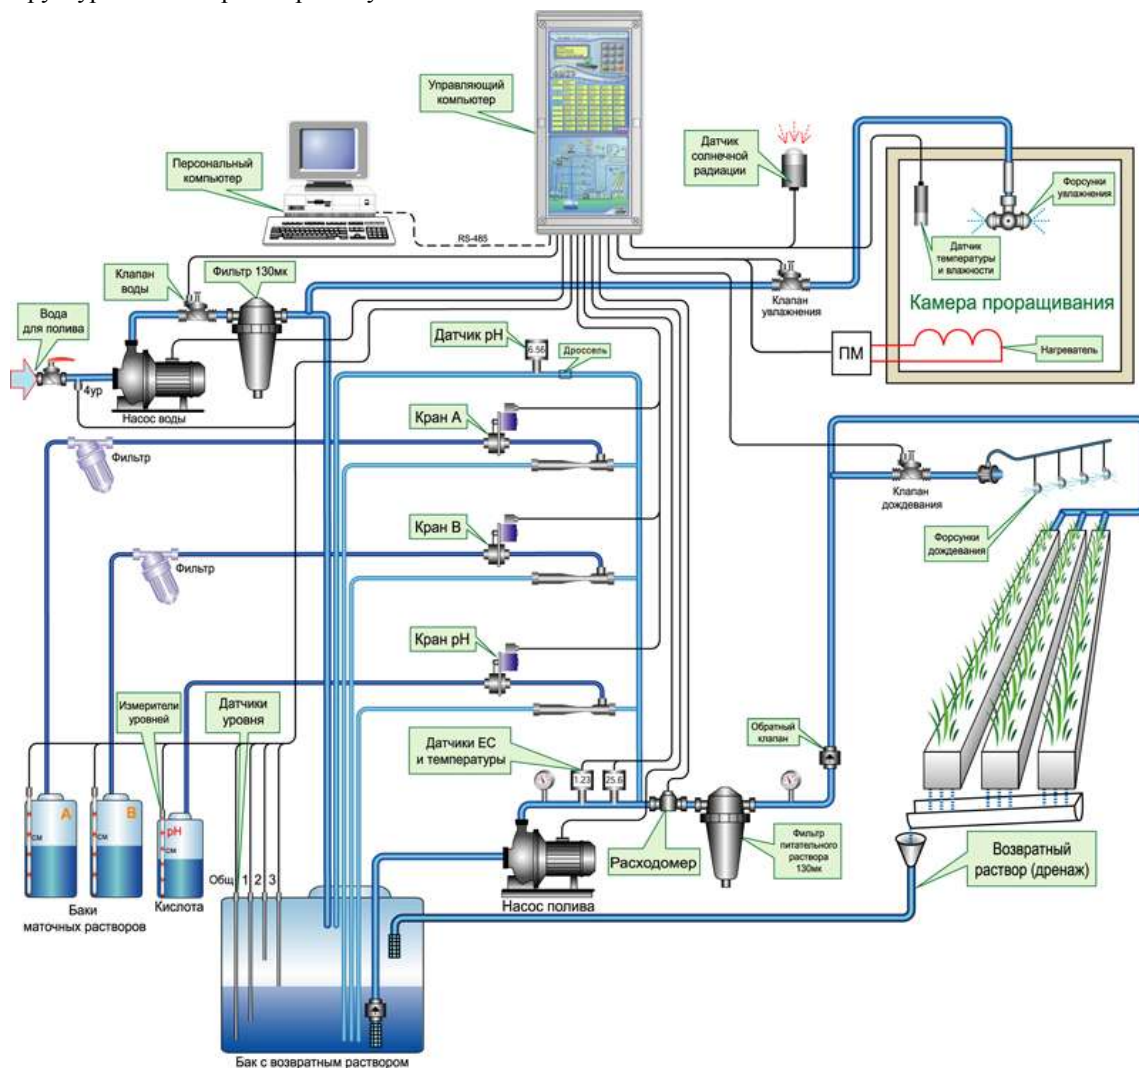 Управляющий
компьютер
Персональный
компьютер
RS-485
Датчик
солнечной
радиации
Форсунки
увлажнения
Датчик
температуры
и влажности
Камера проращивания
Клапан
увлажнения
ПМ
Нагреватель
Клапан
воды
Фильтр 130мк
Вода
для полива
4ур
Насос воды
Датчик pH
6.56
Дроссель
Кран A
Фильтр
Клапан
дождевания
Форсунки
дождевания
Кран B
Фильтр
Кран pH
Измерители
уровней
Датчики
уровня
Датчики EC
и температуры
1.23
25.6
Обратный
клапан
A
B
pH
см
см
см
Общ 1 2 3
Баки
маточных растворов
Кислота
Насос полива
Расходомер
Фильтр
питательного
раствора
130мк
Возвратный
раствор (дренаж)
Бак с возвратным раствором